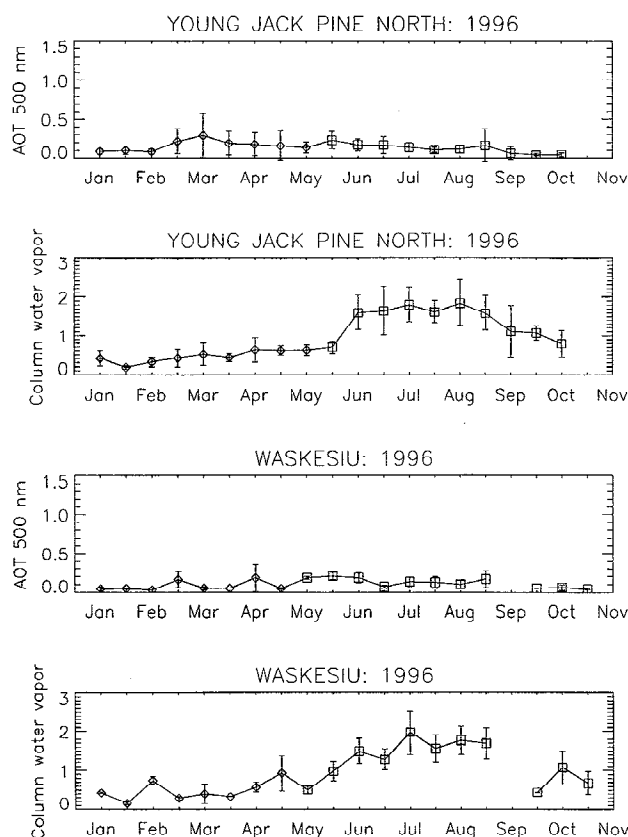 YOUNG JACK PINE NORTH: 1996
AOT 500 nm
1.5
1.0
0.5
0.0
Jan Feb Mar Apr May Jun Jul Aug Sep Oct Nov
YOUNG JACK PINE NORTH: 1996
Column water vapor
3
2
1
0
Jan Feb Mar Apr May Jun Jul Aug Sep Oct Nov
WASKESIU: 1996
AOT 500 nm
1.5
1.0
0.5
0.0
Jan Feb Mar Apr May Jun Jul Aug Sep Oct Nov
WASKESIU: 1996
Column water vapor
3
2
1
0
Jan Feb Mar Apr May Jun Jul Aug Sep Oct Nov